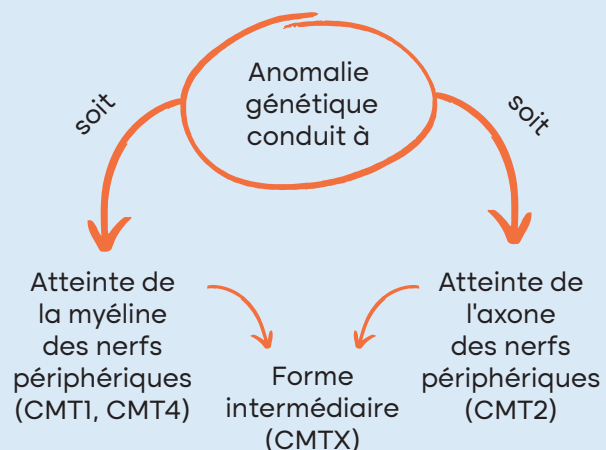 Anomalie
génétique
conduit à
soit
soit
Atteinte de
la myéline
des nerfs
périphériques
(CMT1, CMT4)
Forme
intermédiaire
(CMTX)
Atteinte de
l'axone
des nerfs
périphériques
(CMT2)